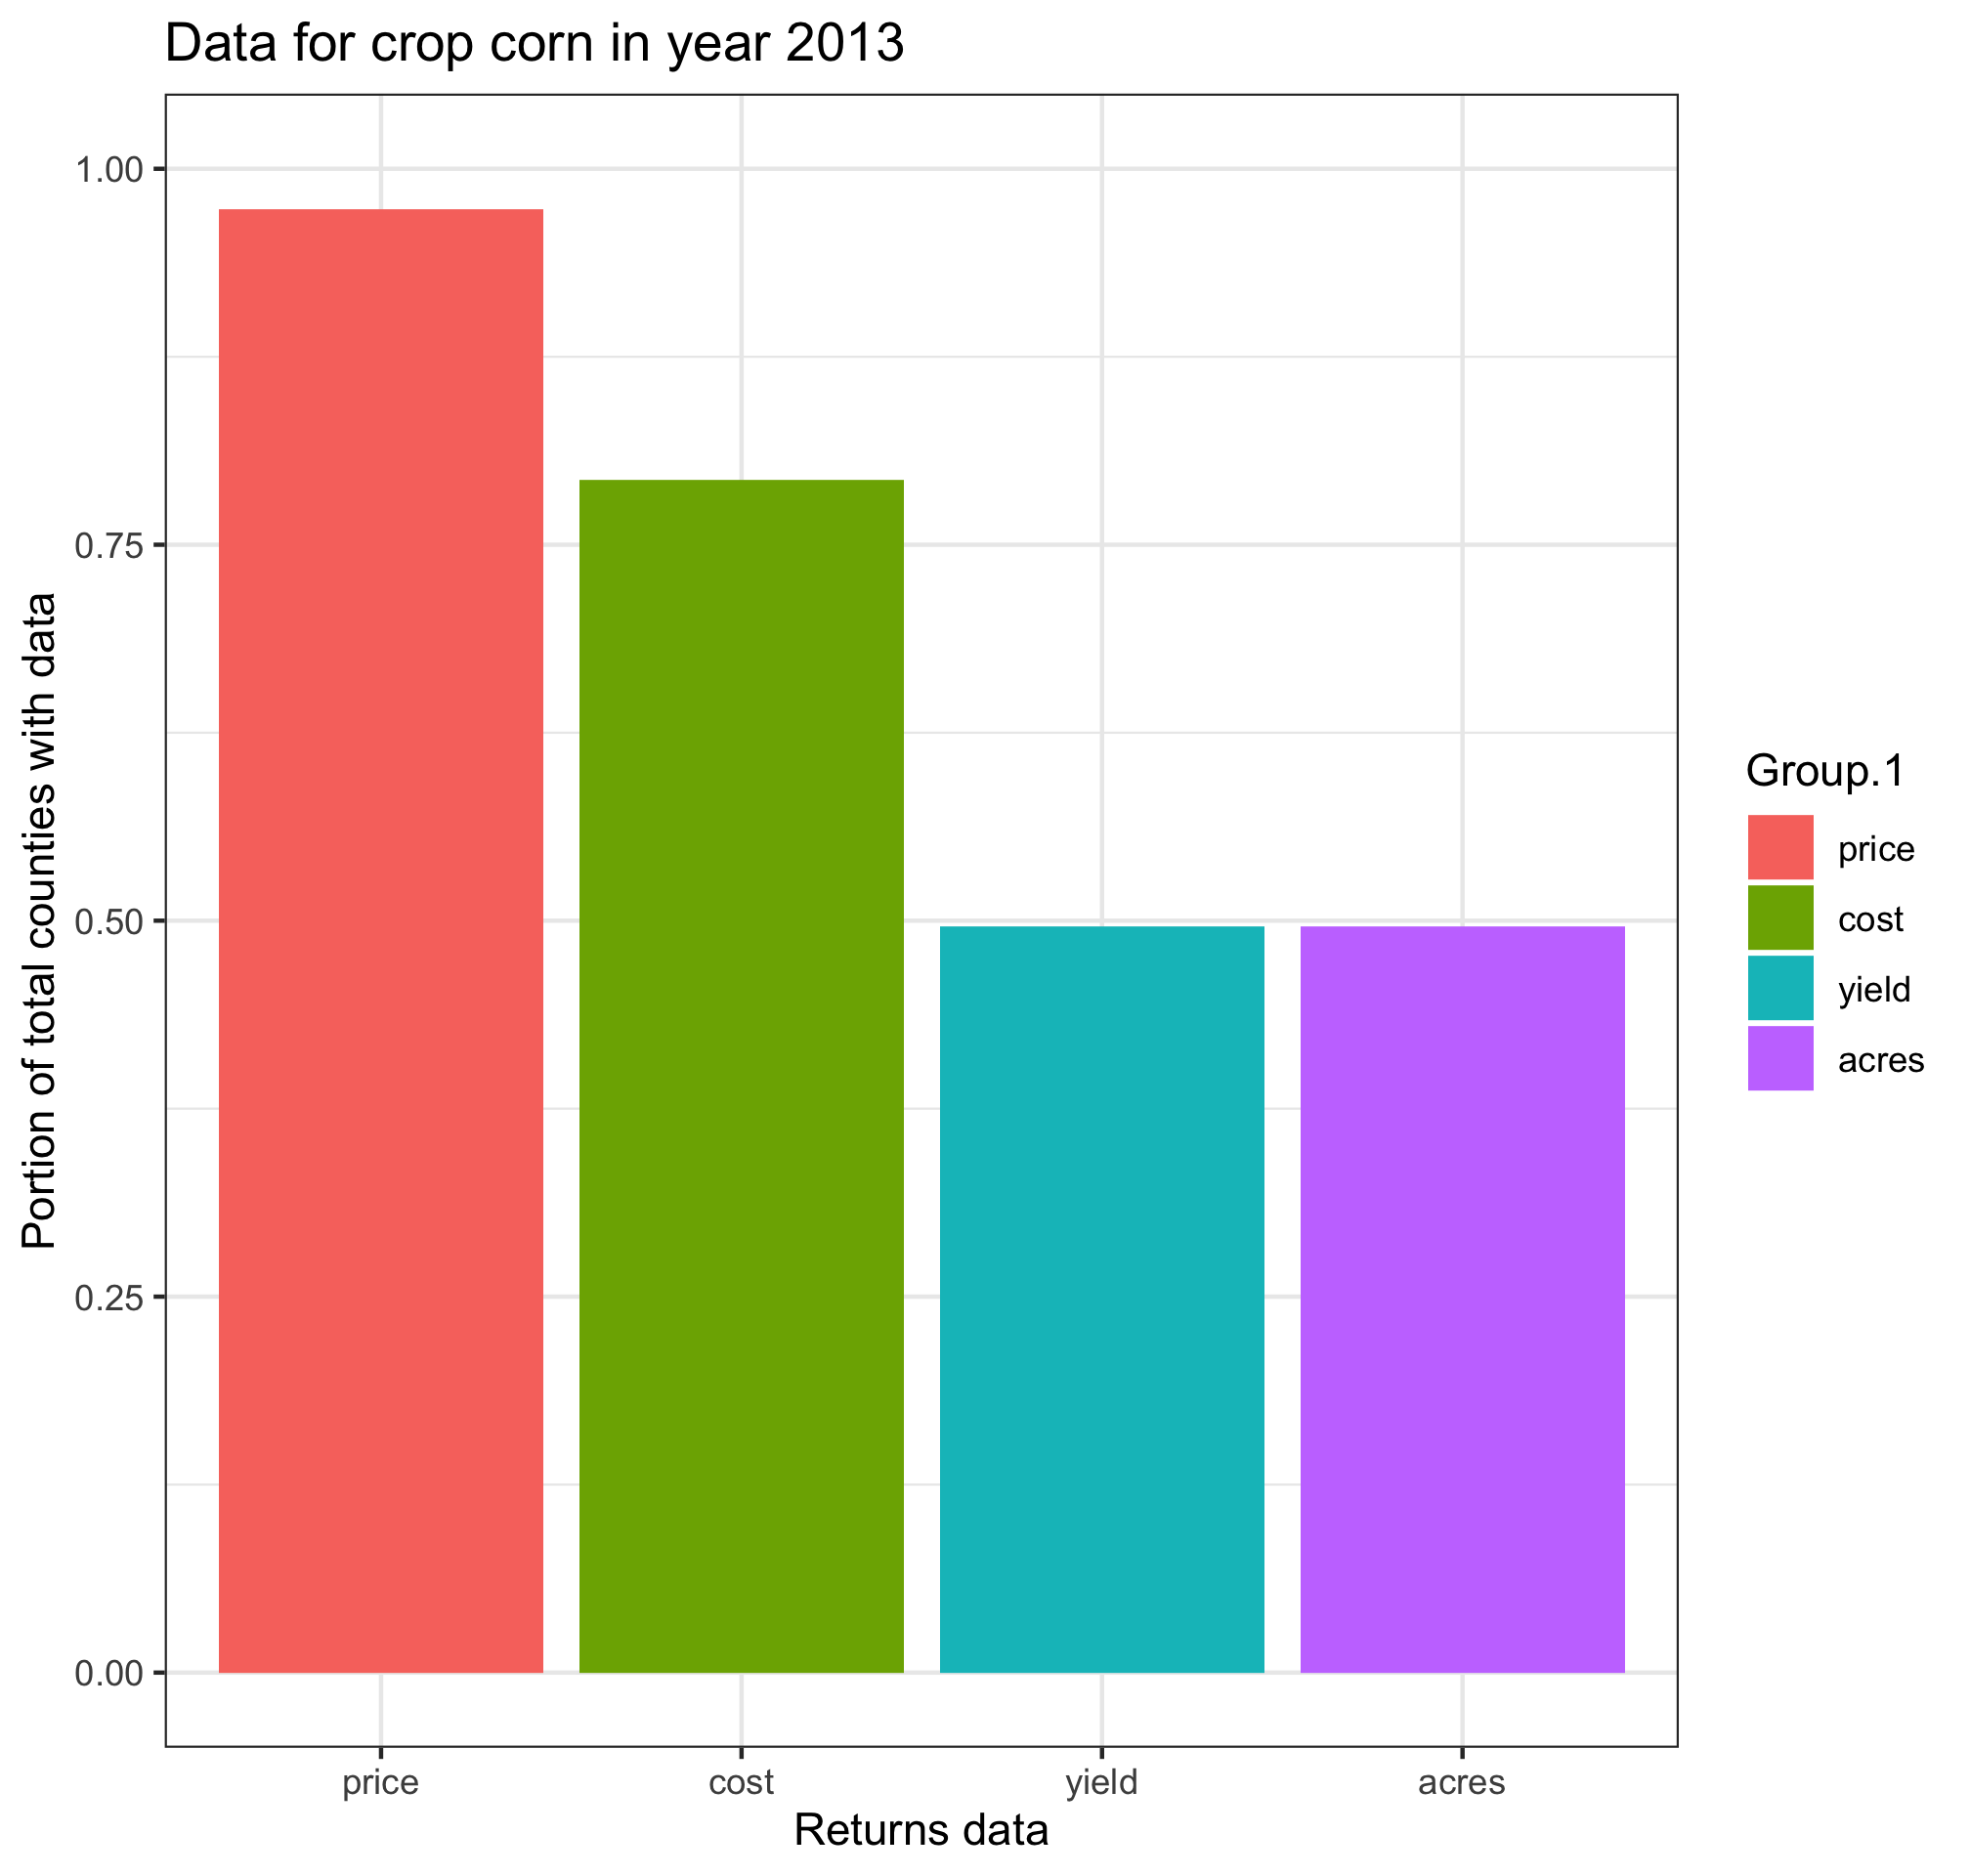 Data for crop corn in year 2013
Portion of total counties with data
1.00
0.75
0.50
0.25
0.00
price
cost
yield
acres
Returns data
Group.1
price
cost
yield
acres